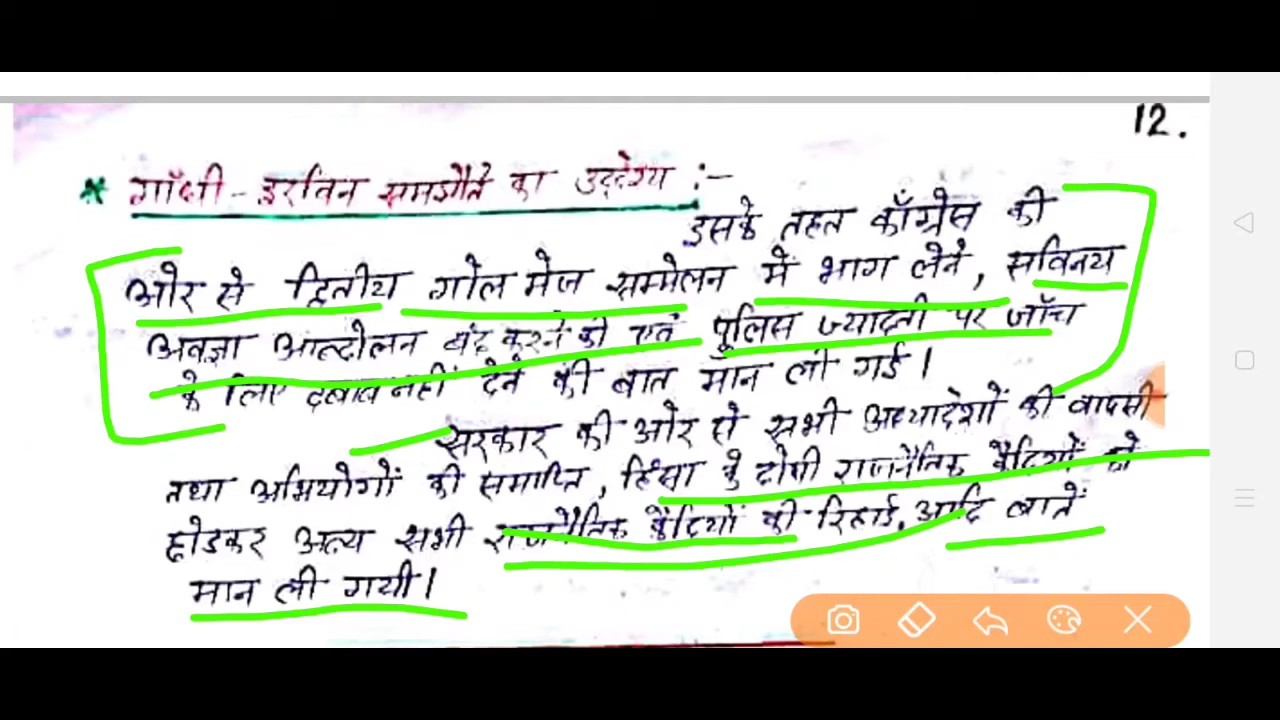 12.
* गाँधी - इरविन समझौते का उद्देश्य :-
इसके तहत काँग्रेस की
ओर से द्वितीय गोल मेज सम्मेलन में भाग लेने, सविनय
अवज्ञा आन्दोलन बंद करने की एवं पुलिस ज्यादती पर जाँच
के लिए दबाव नहीं देने की बात मान ली गई।
सरकार की ओर से सभी अध्यादेशों की वापसी
तथा अभियोगों की समाप्ति, हिंसा के दोषी राजनैतिक कैदियों को
छोडकर अन्य सभी राजनैतिक कैदियों की रिहाई, आदि बातें
मान ली गयी।